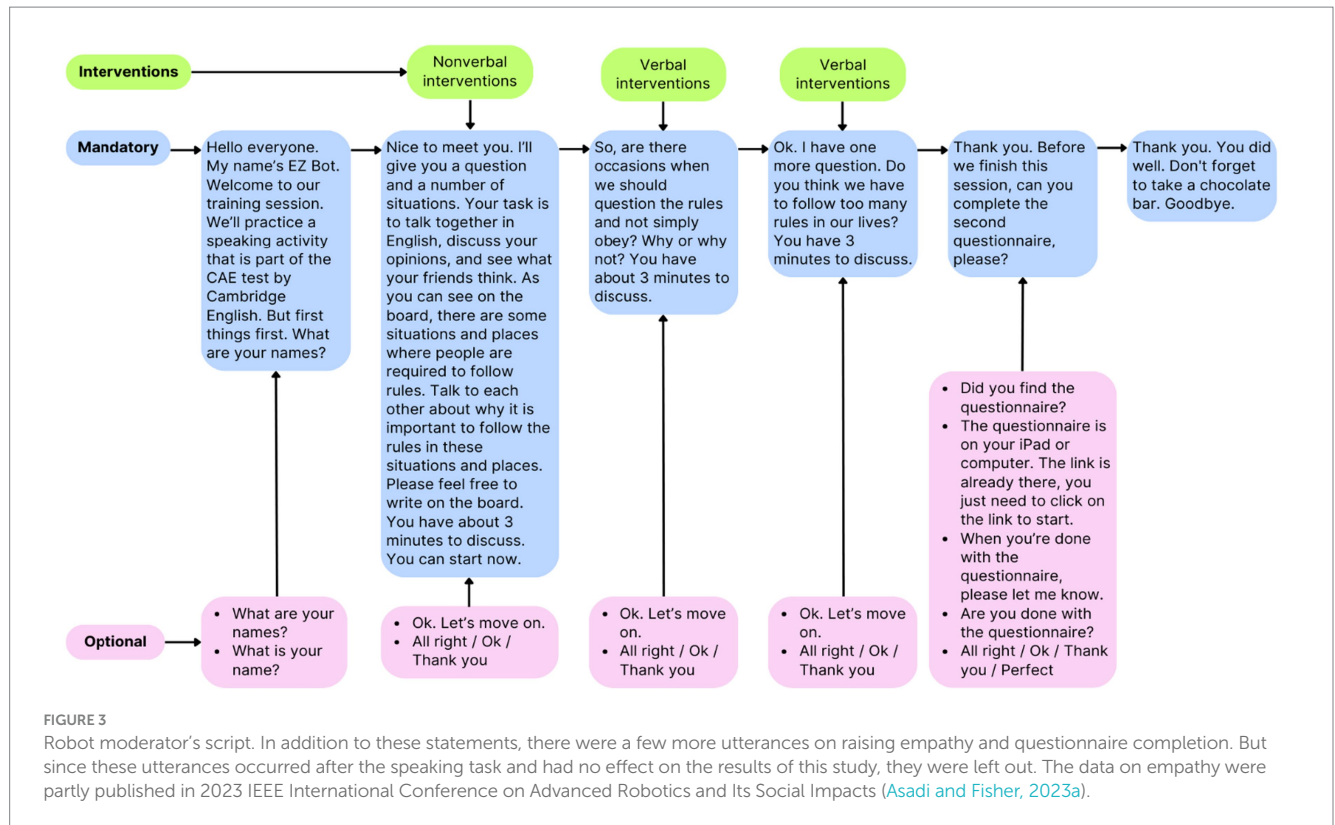 Interventions
Nonverbal
interventions
Verbal
interventions
Verbal
interventions
Mandatory
Hello everyone.
My name's EZ Bot.
Welcome to our
training session.
We'll practice a
speaking activity
that is part of the
CAE test by
Cambridge
English. But first
things first. What
are your names?
Nice to meet you. I'll
give you a question
and a number of
situations. Your task is
to talk together in
English, discuss your
opinions, and see what
your friends think. As
you can see on the
board, there are some
situations and places
where people are
required to follow
rules. Talk to each
other about why it is
important to follow the
rules in these
situations and places.
Please feel free to
write on the board.
You have about 3
minutes to discuss.
You can start now.
So, are there
occasions when
we should
question the rules
and not simply
obey? Why or why
not? You have
about 3 minutes to
discuss.
Ok. I have one
more question. Do
you think we have
to follow too many
rules in our lives?
You have 3
minutes to discuss.
Thank you. Before
we finish this
session, can you
complete the
second
questionnaire,
please?
Thank you. You did
well. Don't forget
to take a chocolate
bar. Goodbye.
Optional
• What are your
names?
• What is your
name?
• Ok. Let's move on.
• All right / Ok /
Thank you
• Ok. Let's move
on.
• All right / Ok /
Thank you
• Ok. Let's move
on.
• All right / Ok /
Thank you
• Did you find the
questionnaire?
• The questionnaire is
on your iPad or
computer. The link is
already there, you
just need to click on
the link to start.
• When you're done
with the
questionnaire,
please let me know.
• Are you done with
the questionnaire?
• All right / Ok / Thank
you / Perfect
FIGURE 3
Robot moderator's script. In addition to these statements, there were a few more utterances on raising empathy and questionnaire completion. But
since these utterances occurred after the speaking task and had no effect on the results of this study, they were left out. The data on empathy were
partly published in 2023 IEEE International Conference on Advanced Robotics and Its Social Impacts (Asadi and Fisher, 2023a).